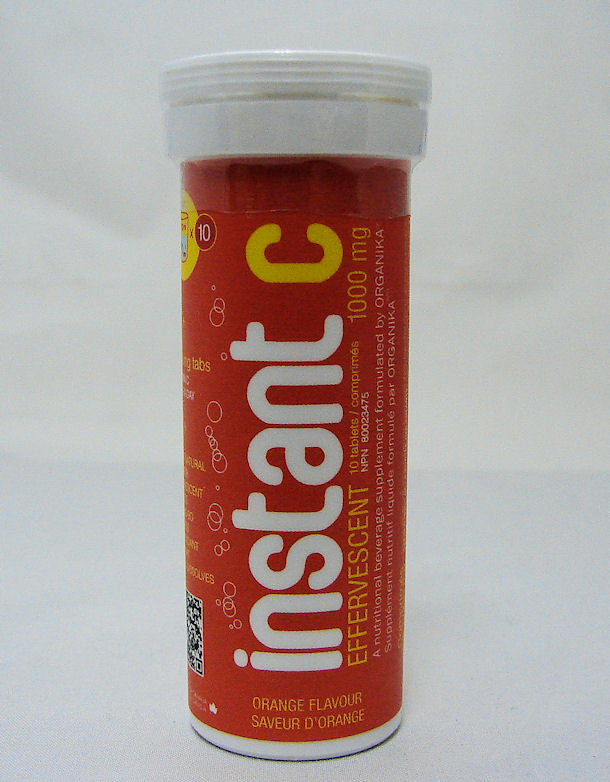 instant c
EFFERVESCENT 10 tablets / comprimés 1000 mg
NPN 80023475
A nutritional beverage supplement formulated by ORGANIKA
Supplément nutritif liquide formulé par ORGANIKA
ORANGE FLAVOUR
SAVEUR D'ORANGE
x 10
tabs